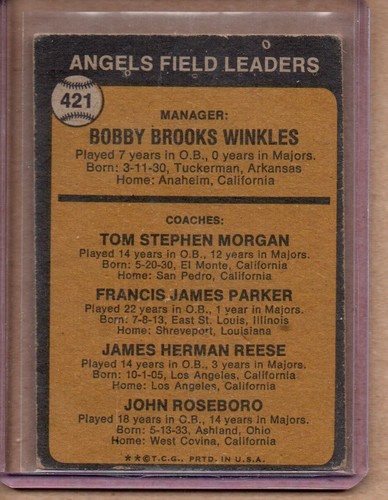 ANGELS FIELD LEADERS
421
MANAGER:
BOBBY BROOKS WINKLES
Played 7 years in O.B., 0 years in Majors.
Born: 3-11-30, Tuckerman, Arkansas
Home: Anaheim, California
COACHES:
TOM STEPHEN MORGAN
Played 14 years in O.B., 12 years in Majors.
Born: 5-20-30, El Monte, California
Home: San Pedro, California
FRANCIS JAMES PARKER
Played 22 years in O.B., 1 year in Majors.
Born: 7-8-13, East St. Louis, Illinois
Home: Shreveport, Louisiana
JAMES HERMAN REESE
Played 14 years in O.B., 3 years in Majors.
Born: 10-1-05, Los Angeles, California
Home: Los Angeles, California
JOHN ROSEBORO
Played 18 years in O.B., 14 years in Majors.
Born: 5-13-33, Ashland, Ohio
Home: West Covina, California
★★©T.C.G., PRTD. IN U.S.A.